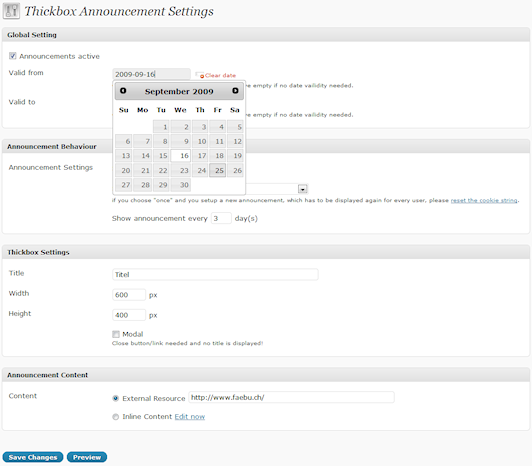 Thickbox Announcement Settings
Global Setting
Announcements active
Valid from 2009-09-16 Clear date
ve empty if no date vailidity needed.
September 2009
Su Mo Tu We Th Fr Sa
1 2 3 4 5
6 7 8 9 10 11 12
13 14 15 16 17 18 19
20 21 22 23 24 25 26
27 28 29 30
Valid to
ve empty if no date vailidity needed.
Announcement Behaviour
Announcement Settings
if you choose "once" and you setup a new announcement, which has to be displayed again for every user, please reset the cookie string.
Show announcement every 3 day(s)
Thickbox Settings
Title Titel
Width 600 px
Height 400 px
Modal
Close button/link needed and no title is displayed!
Announcement Content
Content External Resource http://www.faebu.ch/
Inline Content Edit now
Save Changes Preview